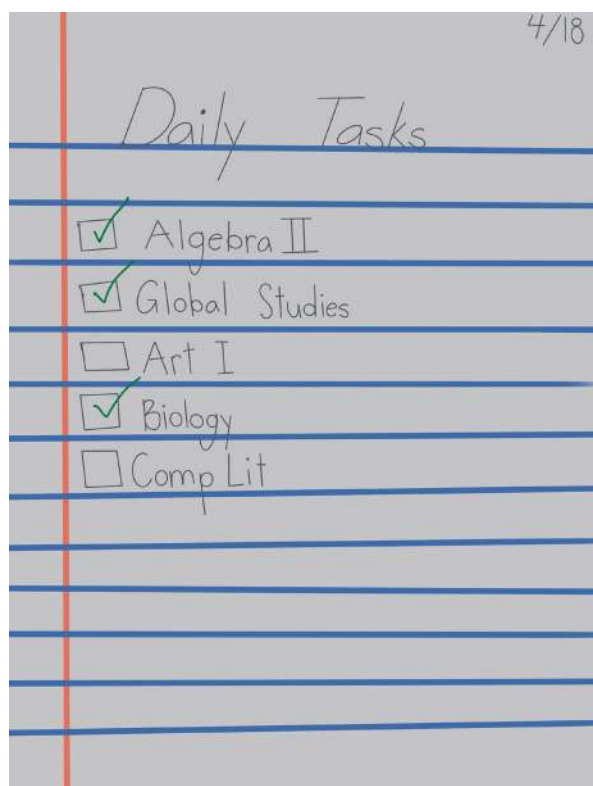 4/18
Daily Tasks
Algebra II
Global Studies
Art I
Biology
Comp Lit